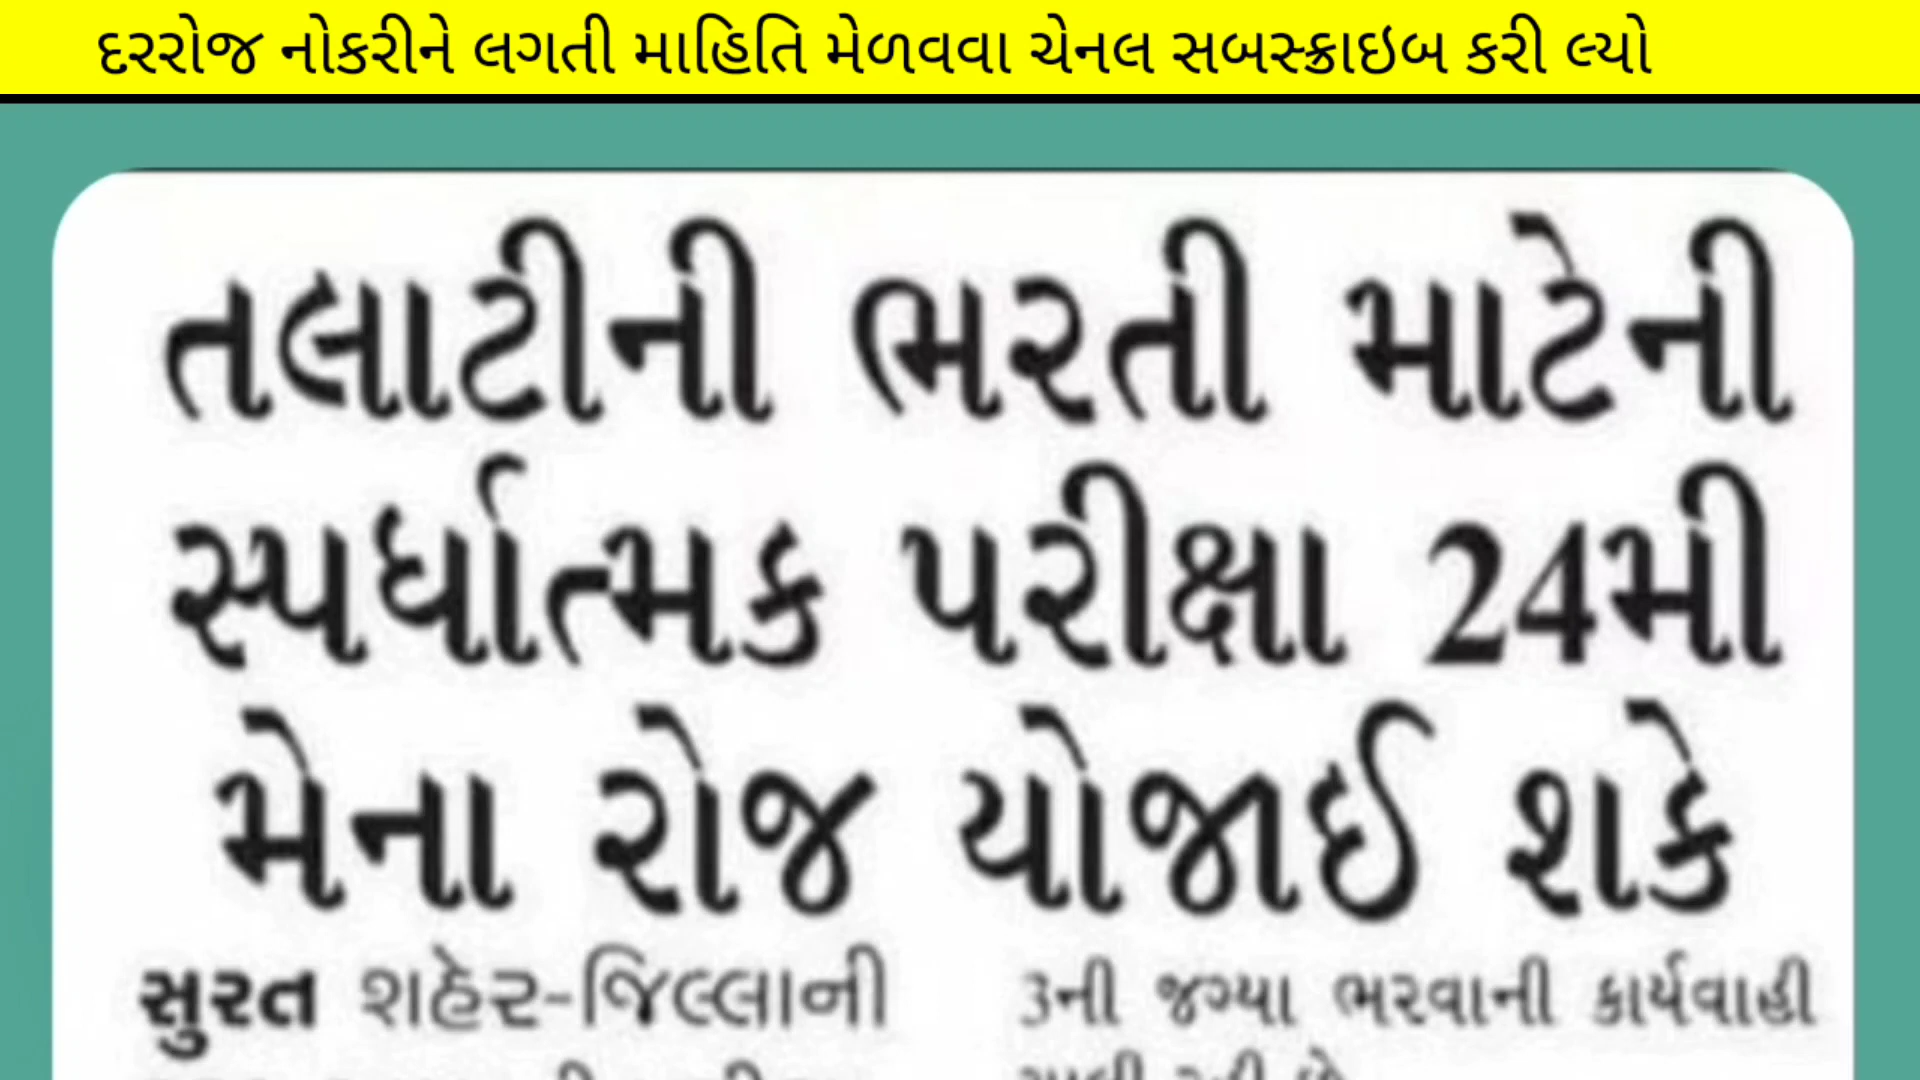 દરરોજ નોકરીને લગતી માહિતિ મેળવવા ચેનલ સબસ્ક્રાઇબ કરી લ્યો
તલાટીની ભરતી માટેની
સ્પર્ધાત્મક પરીક્ષા 24મી
મેના રોજ યોજાઈ શકે
સુરત શહેર-જિલ્લાની
3ની જગ્યા ભરવાની કાર્યવાહી